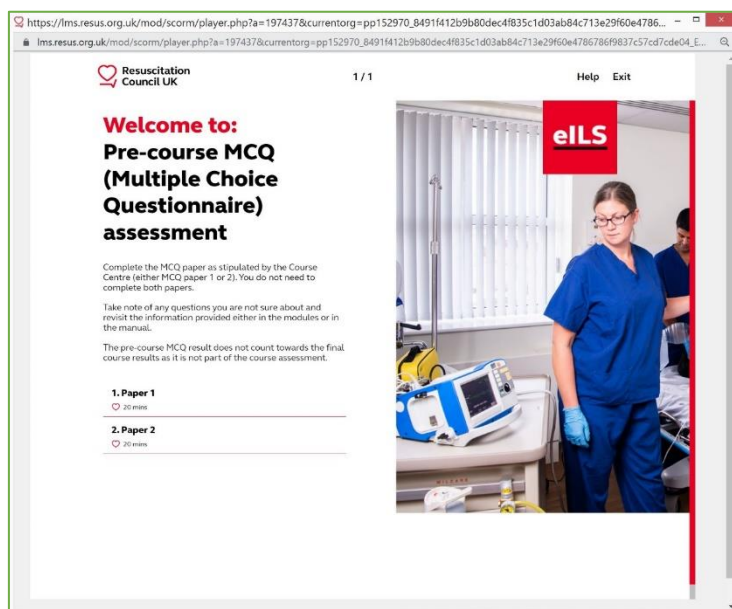 https://lms.resus.org.uk/mod/scorm/player.php?a=197437&currentorg=pp152970_8491f412b9b80dec4f835c1d03ab84c713e29f60e4786...
lms.resus.org.uk/mod/scorm/player.php?a=197437&currentorg=pp152970_8491f412b9b80dec4f835c1d03ab84c713e29f60e4786786f9837c57cd7cde04_E...
Resuscitation
Council UK
1 / 1
Help Exit
Welcome to:
Pre-course MCQ
(Multiple Choice
Questionnaire)
assessment
eILS
Complete the MCQ paper as stipulated by the Course
Centre (either MCQ paper 1 or 2). You do not need to
complete both papers.
Take note of any questions you are not sure about and
revisit the information provided either in the modules or in
the manual.
The pre-course MCQ result does not count towards the final
course results as it is not part of the course assessment.
1. Paper 1
20 mins
2. Paper 2
20 mins